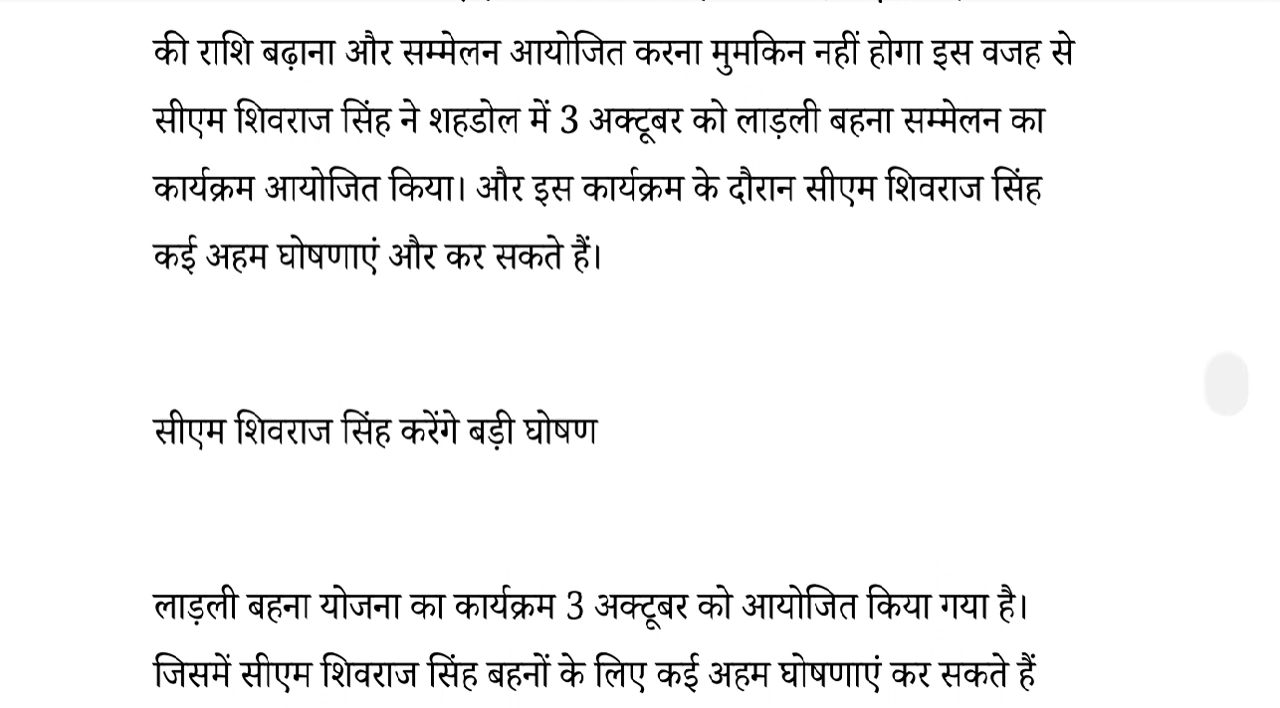 की राशि बढ़ाना और सम्मेलन आयोजित करना मुमकिन नहीं होगा इस वजह से
सीएम शिवराज सिंह ने शहडोल में 3 अक्टूबर को लाड़ली बहना सम्मेलन का
कार्यक्रम आयोजित किया। और इस कार्यक्रम के दौरान सीएम शिवराज सिंह
कई अहम घोषणाएं और कर सकते हैं।
सीएम शिवराज सिंह करेंगे बड़ी घोषण
लाड़ली बहना योजना का कार्यक्रम 3 अक्टूबर को आयोजित किया गया है।
जिसमें सीएम शिवराज सिंह बहनों के लिए कई अहम घोषणाएं कर सकते हैं